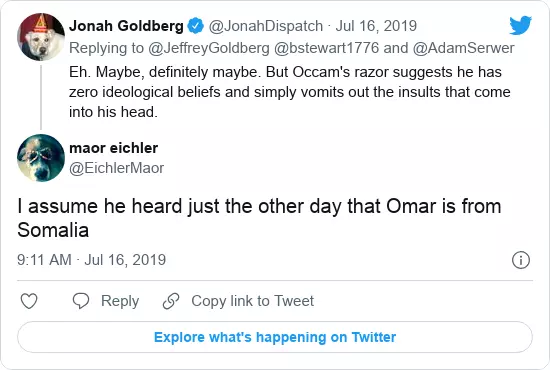 Jonah Goldberg @JonahDispatch · Jul 16, 2019
Replying to @JeffreyGoldberg @bstewart1776 and @AdamSerwer
Eh. Maybe, definitely maybe. But Occam's razor suggests he has
zero ideological beliefs and simply vomits out the insults that come
into his head.
maor eichler
@EichlerMaor
I assume he heard just the other day that Omar is from
Somalia
9:11 AM · Jul 16, 2019
Reply Copy link to Tweet
Explore what's happening on Twitter